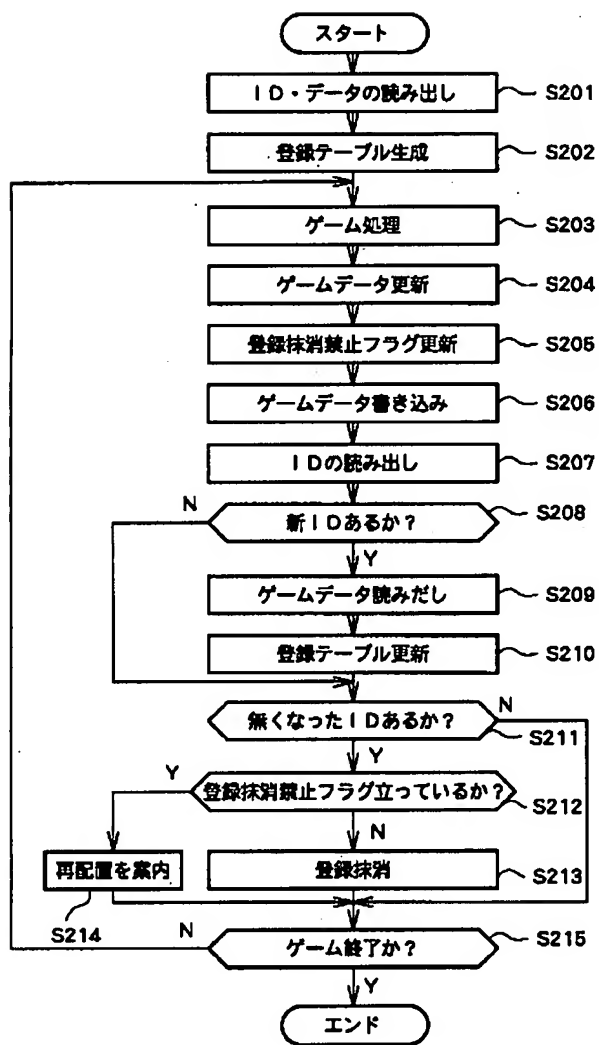 スタート
ID・データの読み出し S201
登録テーブル生成 S202
ゲーム処理 S203
ゲームデータ更新 S204
登録抹消禁止フラグ更新 S205
ゲームデータ書き込み S206
IDの読み出し S207
N
新IDあるか? S208
Y
ゲームデータ読みだし S209
登録テーブル更新 S210
無くなったIDあるか? N
S211
Y
Y
登録抹消禁止フラグ立っているか? S212
N
再配置を案内 登録抹消 S213
S214
N
ゲーム終了か? S215
Y
エンド